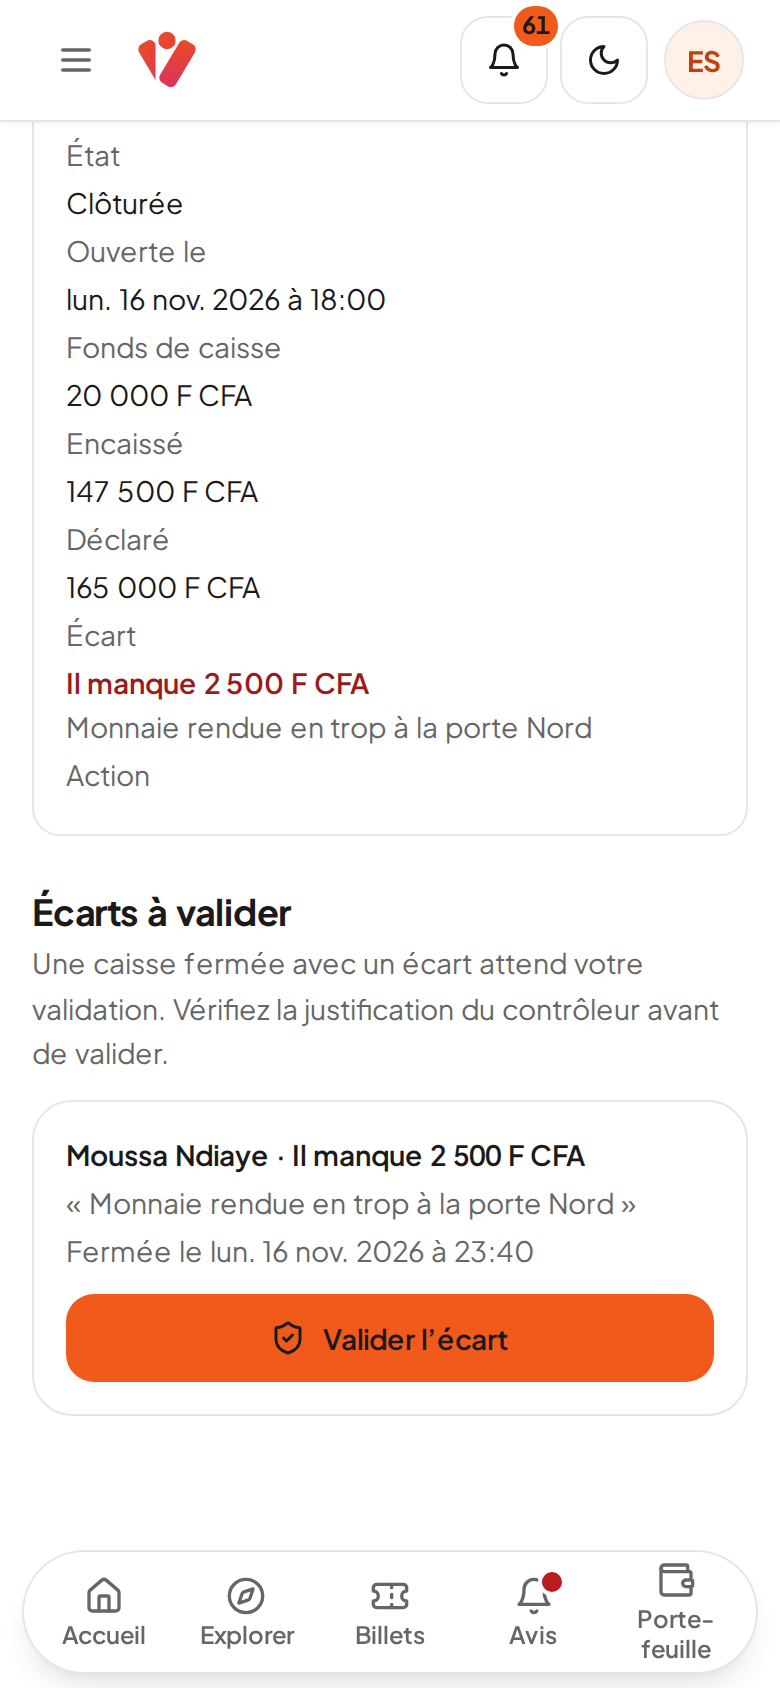 61
ES
État
Clôturée
Ouverte le
lun. 16 nov. 2026 à 18:00
Fonds de caisse
20 000 F CFA
Encaissé
147 500 F CFA
Déclaré
165 000 F CFA
Écart
Il manque 2 500 F CFA
Monnaie rendue en trop à la porte Nord
Action
Écarts à valider
Une caisse fermée avec un écart attend votre
validation. Vérifiez la justification du contrôleur avant
de valider.
Moussa Ndiaye · Il manque 2 500 F CFA
« Monnaie rendue en trop à la porte Nord »
Fermée le lun. 16 nov. 2026 à 23:40
Valider l’écart
Accueil
Explorer
Billets
Avis
Porte-
feuille